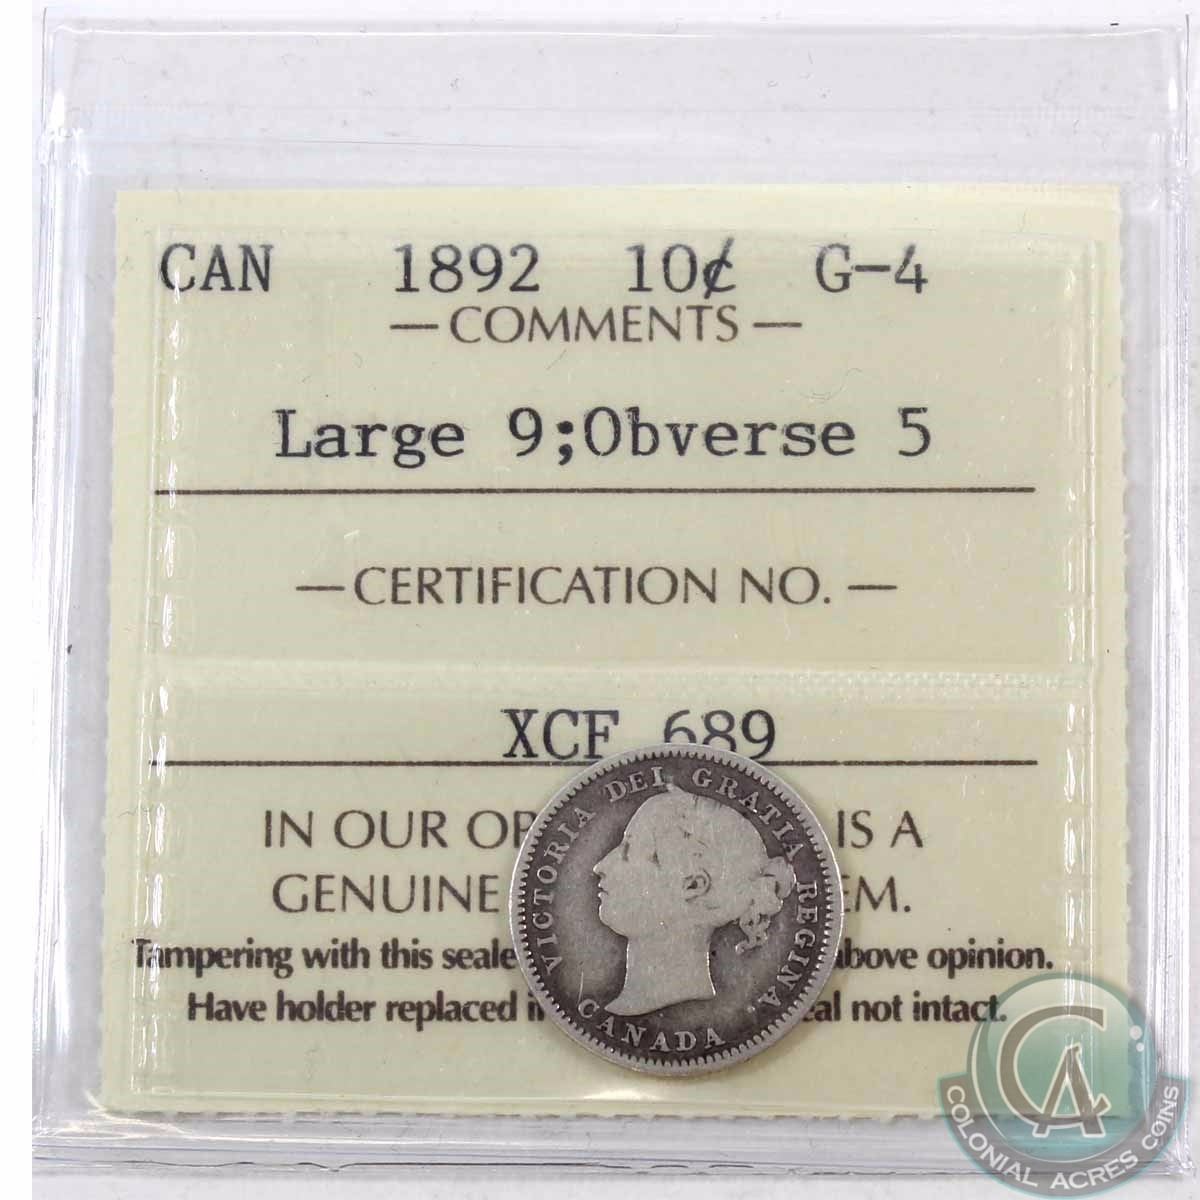 CAN 1892 10¢ G-4
— COMMENTS —
Large 9;Obverse 5
— CERTIFICATION NO. —
XCF 689
IN OUR OP IS A
GENUINE EM.
Tampering with this seale above opinion.
Have holder replaced i eal not intact.
VICTORIA DEI GRATIA REGINA.
CANADA
CA
COLONIAL ACRES COINS